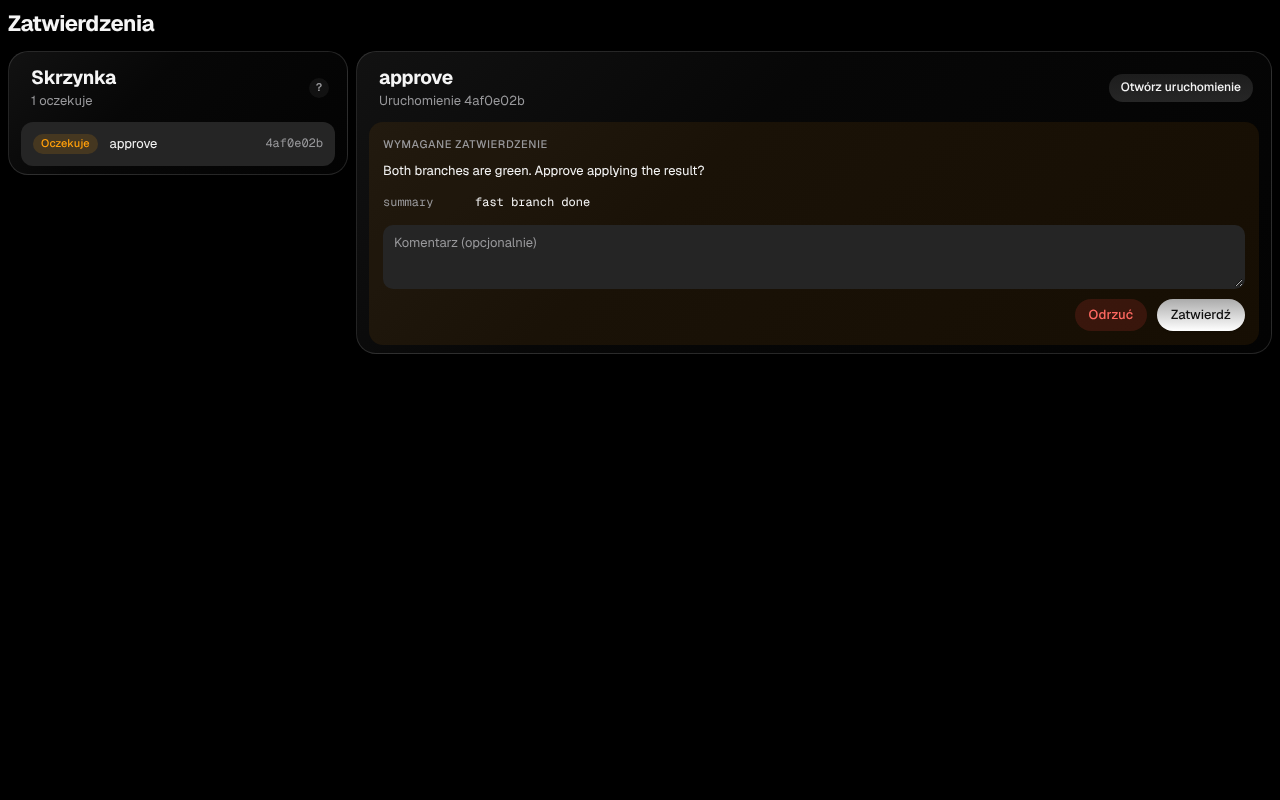 Zatwierdzenia
Skrzynka
1 oczekuje
?
Oczekuje approve 4af0e02b
approve
Uruchomienie 4af0e02b
Otwórz uruchomienie
WYMAGANE ZATWIERDZENIE
Both branches are green. Approve applying the result?
summary fast branch done
Komentarz (opcjonalnie)
Odrzuć Zatwierdź